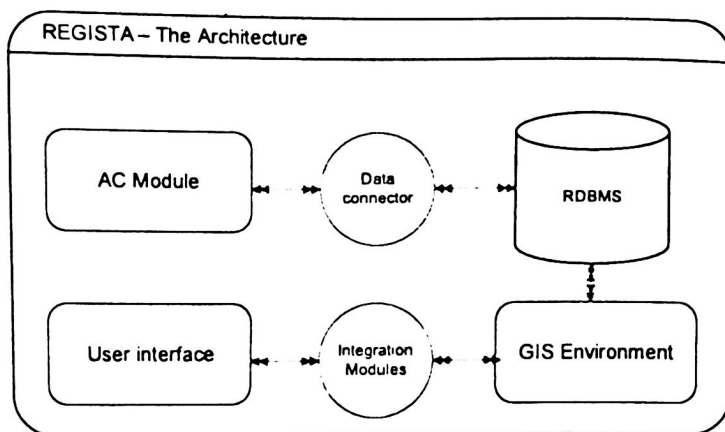 REGISTA – The Architecture
AC Module
Data
connector
RDBMS
User interface
Integration
Modules
GIS Environment